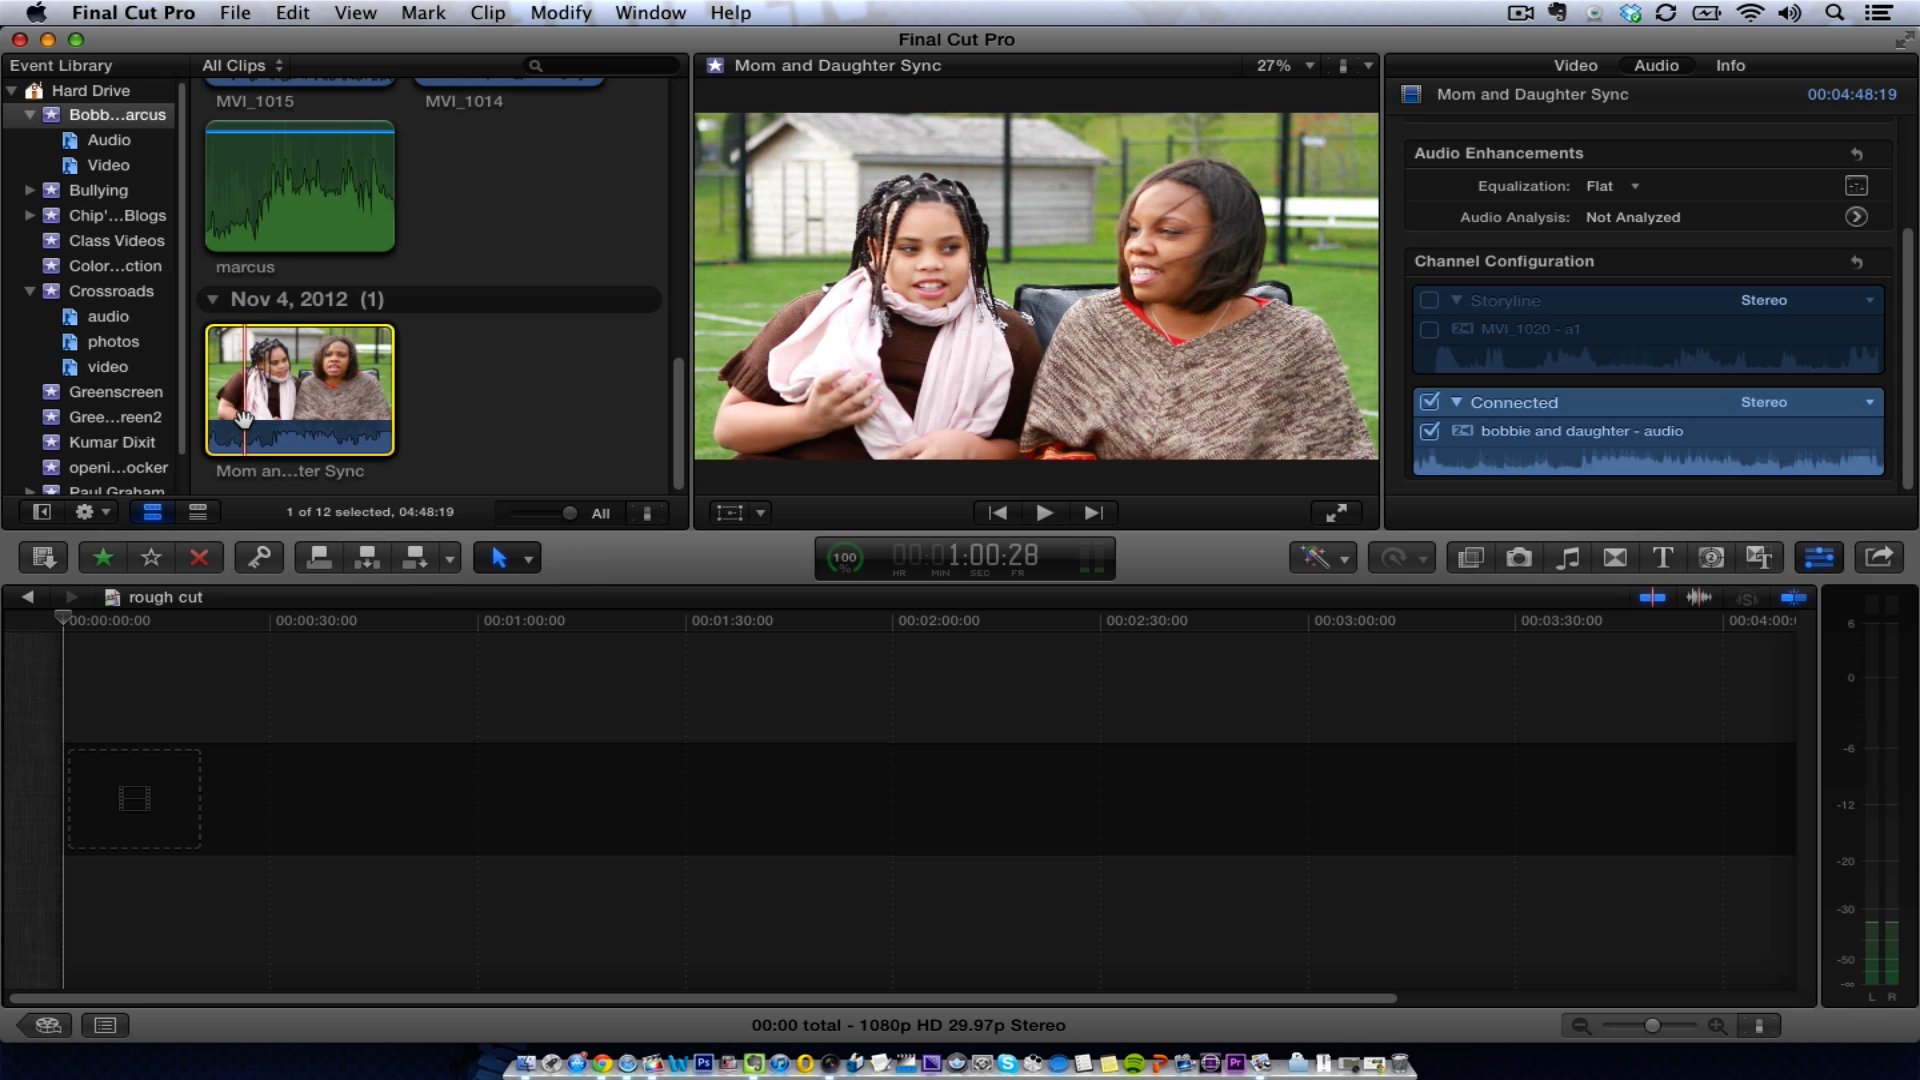 Final Cut Pro File Edit View Mark Clip Modify Window Help
Final Cut Pro
Event Library
All Clips
Hard Drive
Bobb...arcus
Audio
Video
Bullying
Chip'...Blogs
Class Videos
Color...ction
Crossroads
audio
photos
video
Greenscreen
Gree...reen2
Kumar Dixit
openi...ocker
Paul Graham
MVI_1015
MVI_1014
marcus
Nov 4, 2012 (1)
Mom an...ter Sync
1 of 12 selected, 04:48:19
All
Mom and Daughter Sync
27%
Video Audio Info
Mom and Daughter Sync
00:04:48:19
Audio Enhancements
Equalization: Flat
Audio Analysis: Not Analyzed
Channel Configuration
Storyline Stereo
MVI_1020 - a1
Connected Stereo
bobbie and daughter - audio
100
%
00:01:00:28
HR MIN SEC FR
rough cut
00:00:00:00
00:00:30:00
00:01:00:00
00:01:30:00
00:02:00:00
00:02:30:00
00:03:00:00
00:03:30:00
00:04:00:
6
0
-6
-12
-20
-30
-50
-∞
L R
00:00 total - 1080p HD 29.97p Stereo
Ps
Pr